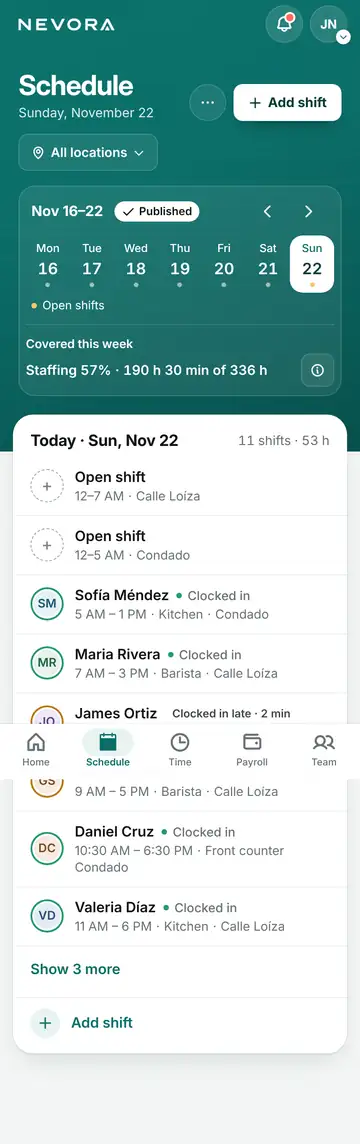 NEVORA
JN
Schedule
Sunday, November 22
Add shift
All locations
Nov 16–22
Published
Mon Tue Wed Thu Fri Sat Sun
16 17 18 19 20 21 22
Open shifts
Covered this week
Staffing 57% · 190 h 30 min of 336 h
Today · Sun, Nov 22
11 shifts · 53 h
Open shift
12–7 AM · Calle Loíza
Open shift
12–5 AM · Condado
SM
Sofía Méndez
Clocked in
5 AM – 1 PM · Kitchen · Condado
MR
Maria Rivera
Clocked in
7 AM – 3 PM · Barista · Calle Loíza
JO
James Ortiz
Clocked in late · 2 min
Home
Schedule
Time
Payroll
Team
GS
9 AM – 5 PM · Barista · Calle Loíza
DC
Daniel Cruz
Clocked in
10:30 AM – 6:30 PM · Front counter
Condado
VD
Valeria Díaz
Clocked in
11 AM – 6 PM · Kitchen · Calle Loíza
Show 3 more
Add shift